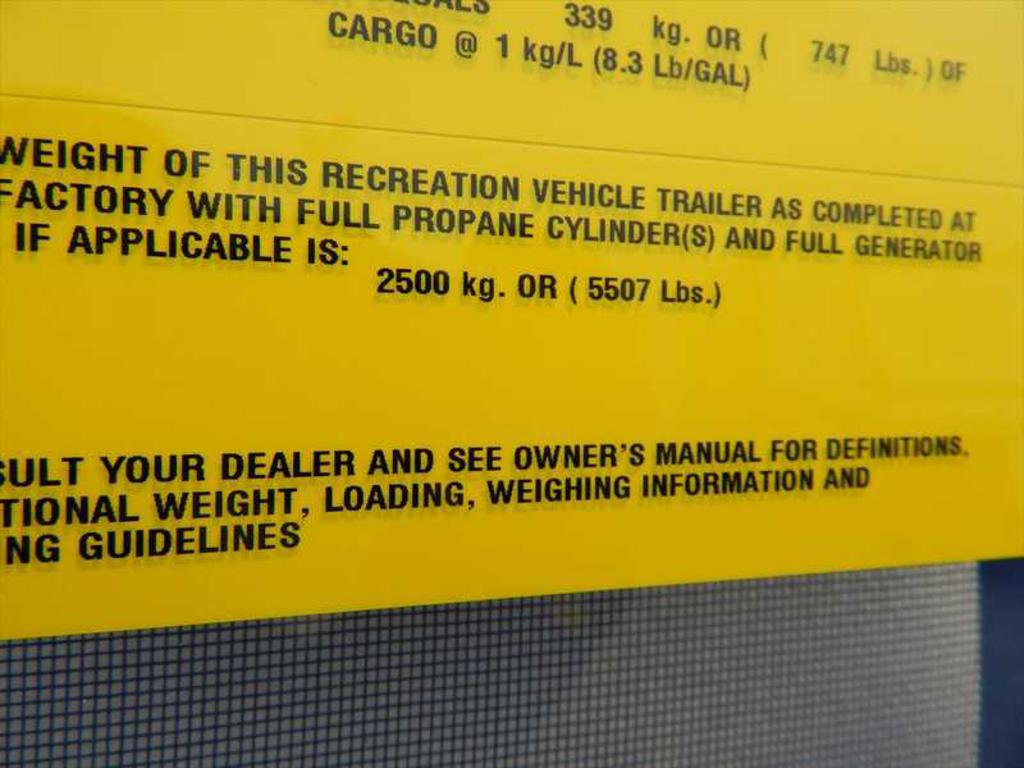 339 kg. OR ( 747 Lbs. ) OF
CARGO @ 1 kg/L (8.3 Lb/GAL)
WEIGHT OF THIS RECREATION VEHICLE TRAILER AS COMPLETED AT
FACTORY WITH FULL PROPANE CYLINDER(S) AND FULL GENERATOR
IF APPLICABLE IS:
2500 kg. OR ( 5507 Lbs.)
SULT YOUR DEALER AND SEE OWNER'S MANUAL FOR DEFINITIONS.
TIONAL WEIGHT, LOADING, WEIGHING INFORMATION AND
NG GUIDELINES